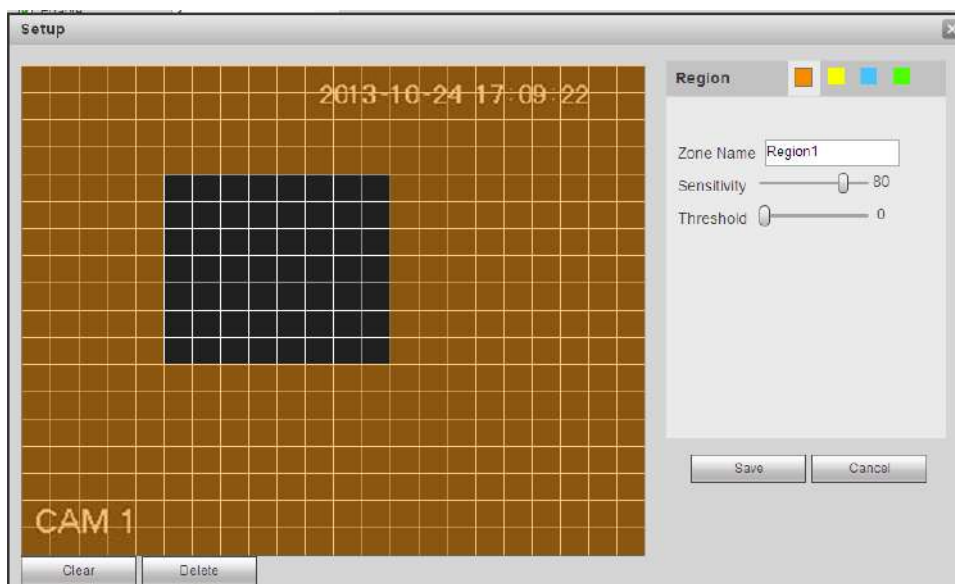 Setup
2013-10-24 17:09:22
Region
Zone Name Region1
Sensitivity 80
Threshold 0
Save Cancel
CAM 1
Clear Delete